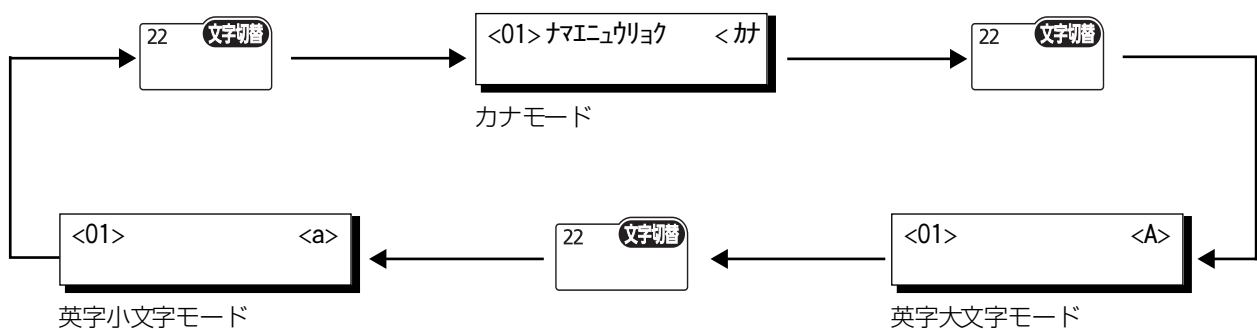 22 文字切替
<01> ﾅﾏｴﾆｭｳﾘｮｸ <ｶﾅ
カナモード
22 文字切替
<01> <a>
英字小文字モード
22 文字切替
<01> <A>
英字大文字モード